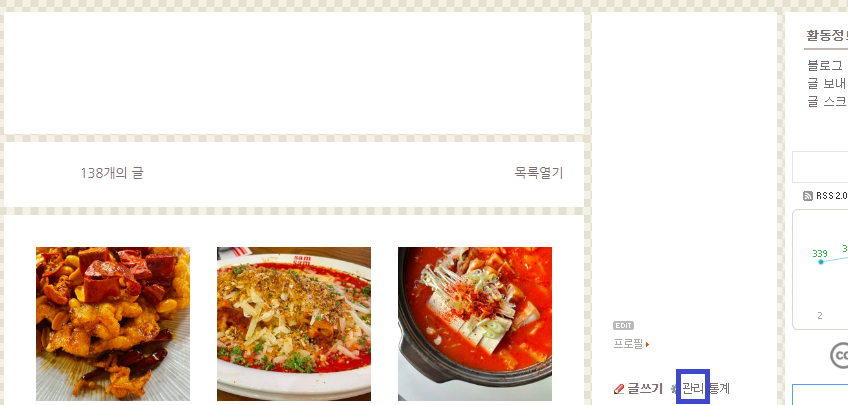 138개의 글
목록열기
EDIT
프로필
글쓰기 관리 통계
활동정보
블로그
글 보내
글 스크
RSS 2.0
339
3
2
cc